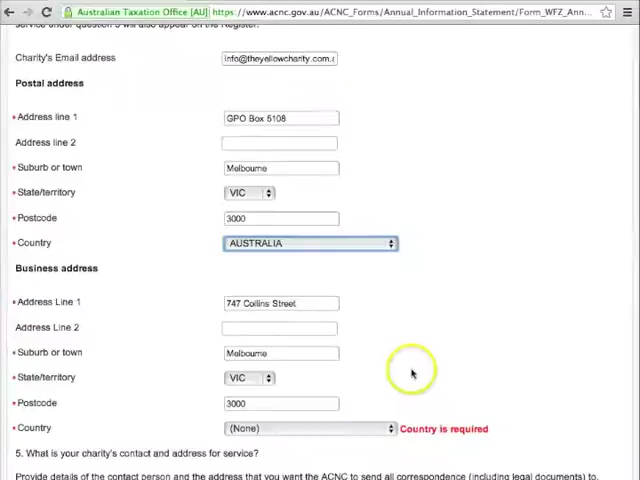 Australian Taxation Office [AU] https://www.acnc.gov.au/ACNC_Forms/Annual_Information_Statement/Form_WFZ_Ann...
Charity's Email address info@theyellowcharity.com.a
Postal address
* Address line 1 GPO Box 5108
Address line 2
* Suburb or town Melbourne
* State/territory VIC
* Postcode 3000
* Country AUSTRALIA
Business address
* Address Line 1 747 Collins Street
Address Line 2
* Suburb or town Melbourne
* State/territory VIC
* Postcode 3000
* Country (None) Country is required
5. What is your charity's contact and address for service?
Provide details of the contact person and the address that you want the ACNC to send all correspondence (including legal documents) to.